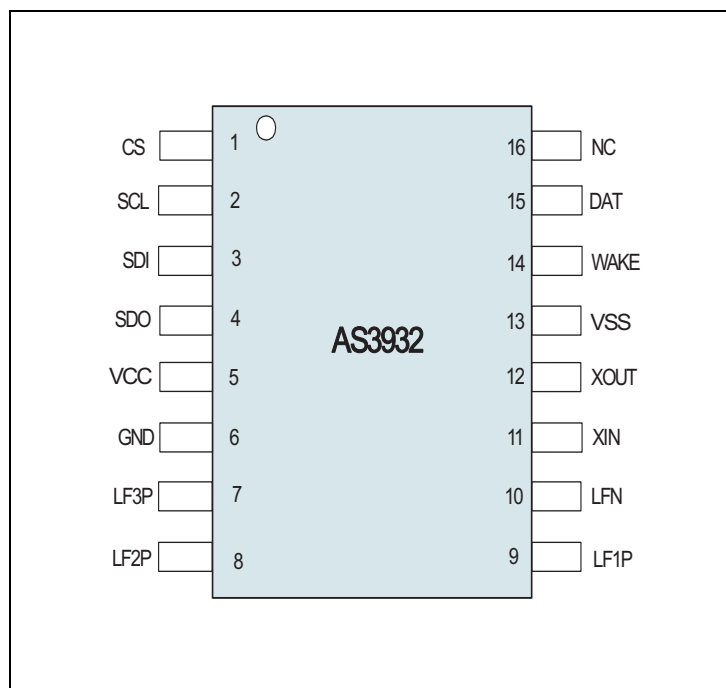 CS 1 16 NC
SCL 2 15 DAT
SDI 3 14 WAKE
SDO 4 13 VSS
AS3932
VCC 5 12 XOUT
GND 6 11 XIN
LF3P 7 10 LFN
LF2P 8 9 LF1P